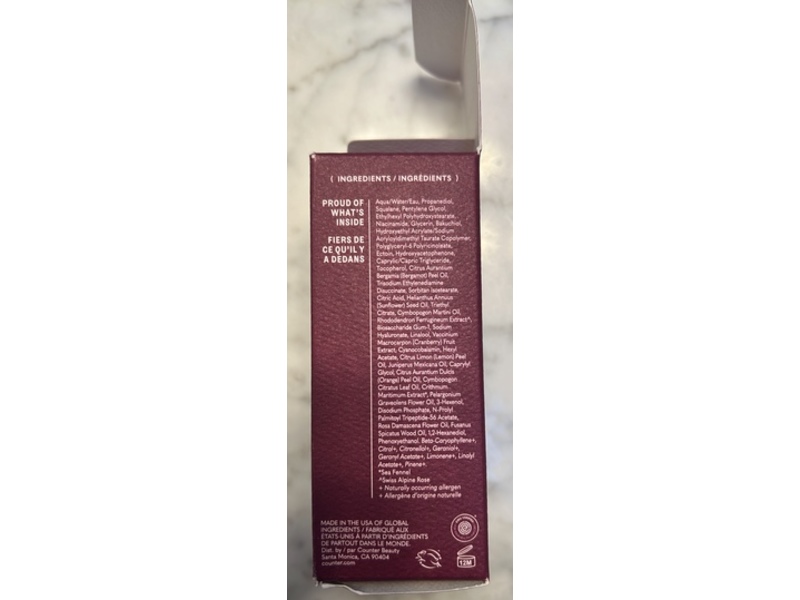 ( INGREDIENTS / INGRÉDIENTS )
PROUD OF
WHAT'S
INSIDE
FIERS DE
CE QU'IL Y
A DEDANS
Aqua/Water/Eau, Propanediol,
Squalane, Pentylene Glycol,
Ethylhexyl Polyhydroxystearate,
Niacinamide, Glycerin, Bakuchiol,
Hydroxyethyl Acrylate/Sodium
Acryloyldimethyl Taurate Copolymer,
Polyglyceryl-6 Polyricinoleate,
Ectoin, Hydroxyacetophenone,
Caprylic/Capric Triglyceride,
Tocopherol, Citrus Aurantium
Bergamia (Bergamot) Peel Oil,
Trisodium Ethylenediamine
Disuccinate, Sorbitan Isostearate,
Citric Acid, Helianthus Annuus
(Sunflower) Seed Oil, Triethyl
Citrate, Cymbopogon Martini Oil,
Rhododendron Ferrugineum Extract^,
Biosaccharide Gum-1, Sodium
Hyaluronate, Linalool, Vaccinium
Macrocarpon (Cranberry) Fruit
Extract, Cyanocobalamin, Hexyl
Acetate, Citrus Limon (Lemon) Peel
Oil, Juniperus Mexicana Oil, Caprylyl
Glycol, Citrus Aurantium Dulcis
(Orange) Peel Oil, Cymbopogon
Citratus Leaf Oil, Crithmum
Maritimum Extract*, Pelargonium
Graveolens Flower Oil, 3-Hexenol,
Disodium Phosphate, N-Prolyl
Palmitoyl Tripeptide-56 Acetate,
Rosa Damascena Flower Oil, Fusanus
Spicatus Wood Oil, 1,2-Hexanediol,
Phenoxyethanol. Beta-Caryophyllene+,
Citral+, Citronellol+, Geraniol+,
Geranyl Acetate+, Limonene+, Linalyl
Acetate+, Pinene+.
*Sea Fennel
^Swiss Alpine Rose
+ Naturally occurring allergen
+ Allergène d'origine naturelle
MADE IN THE USA OF GLOBAL
INGREDIENTS / FABRIQUÉ AUX
ÉTATS-UNIS À PARTIR D'INGRÉDIENTS
DE PARTOUT DANS LE MONDE.
Dist. by / par Counter Beauty
Santa Monica, CA 90404
counter.com
12M